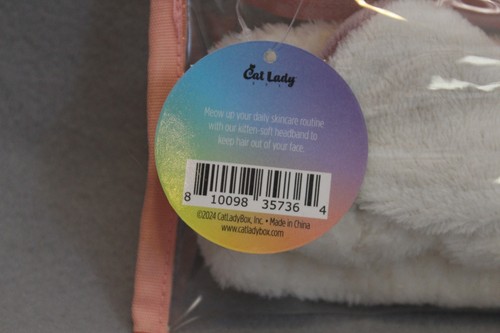 Cat Lady
Meow up your daily skincare routine
with our kitten-soft headband to
keep hair out of your face.
8 10098 35736 4
©2024 CatLadyBox, Inc. • Made in China
www.catladybox.com